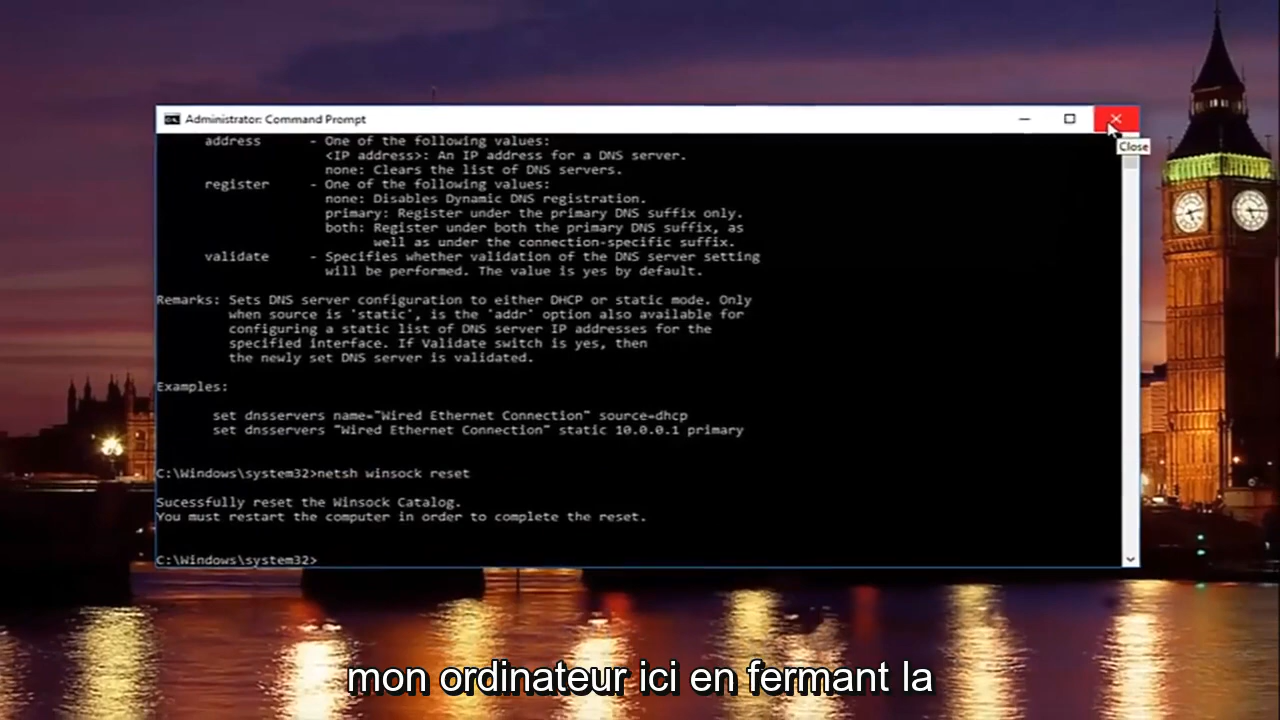 Administrator: Command Prompt
Close
address - One of the following values:
<IP address>: An IP address for a DNS server.
none: Clears the list of DNS servers.
register - One of the following values:
none: Disables Dynamic DNS registration.
primary: Register under the primary DNS suffix only.
both: Register under both the primary DNS suffix, as
well as under the connection-specific suffix.
validate - Specifies whether validation of the DNS server setting
will be performed. The value is yes by default.
Remarks: Sets DNS server configuration to either DHCP or static mode. Only
when source is 'static', is the 'addr' option also available for
configuring a static list of DNS server IP addresses for the
specified interface. If Validate switch is yes, then
the newly set DNS server is validated.
Examples:
set dnsservers name="Wired Ethernet Connection" source=dhcp
set dnsservers "Wired Ethernet Connection" static 10.0.0.1 primary
C:\Windows\system32>netsh winsock reset
Sucessfully reset the Winsock Catalog.
You must restart the computer in order to complete the reset.
C:\Windows\system32>
mon ordinateur ici en fermant la